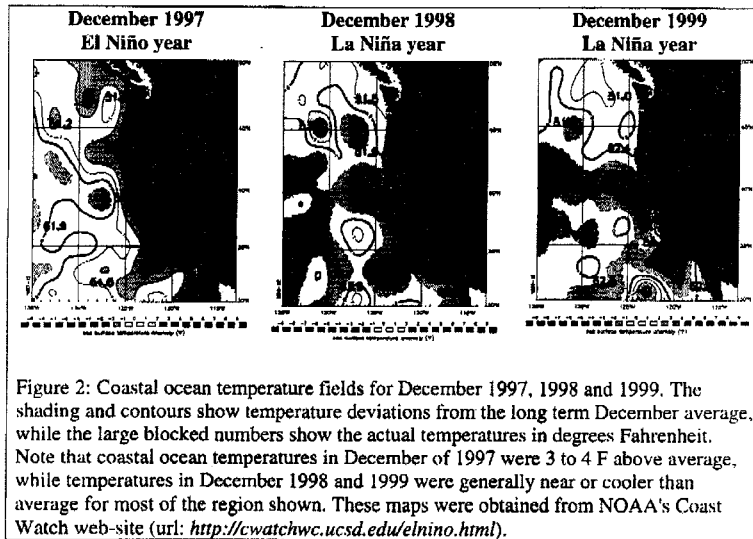 December 1997
El Niño year
December 1998
La Niña year
December 1999
La Niña year
51.0
61.2
Figure 2: Coastal ocean temperature fields for December 1997, 1998 and 1999. The
shading and contours show temperature deviations from the long term December average,
while the large blocked numbers show the actual temperatures in degrees Fahrenheit.
Note that coastal ocean temperatures in December of 1997 were 3 to 4 F above average,
while temperatures in December 1998 and 1999 were generally near or cooler than
average for most of the region shown. These maps were obtained from NOAA's Coast
Watch web-site (url: http://cwatchwc.ucsd.edu/elnino.html).